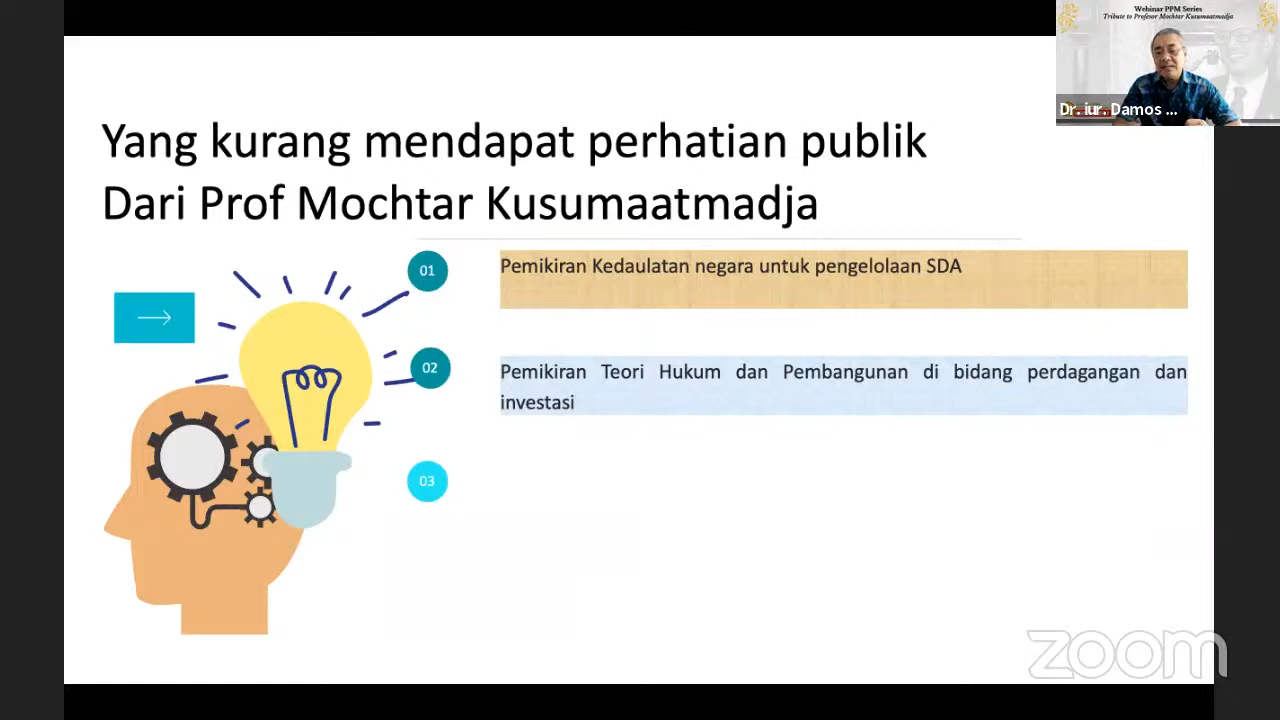 Webinar PPM Series
Tribute to Profesor Mochtar Kusumaatmadja
Dr. iur. Damos ...
Yang kurang mendapat perhatian publik
Dari Prof Mochtar Kusumaatmadja
01
Pemikiran Kedaulatan negara untuk pengelolaan SDA
02
Pemikiran Teori Hukum dan Pembangunan di bidang perdagangan dan
investasi
03
zoom